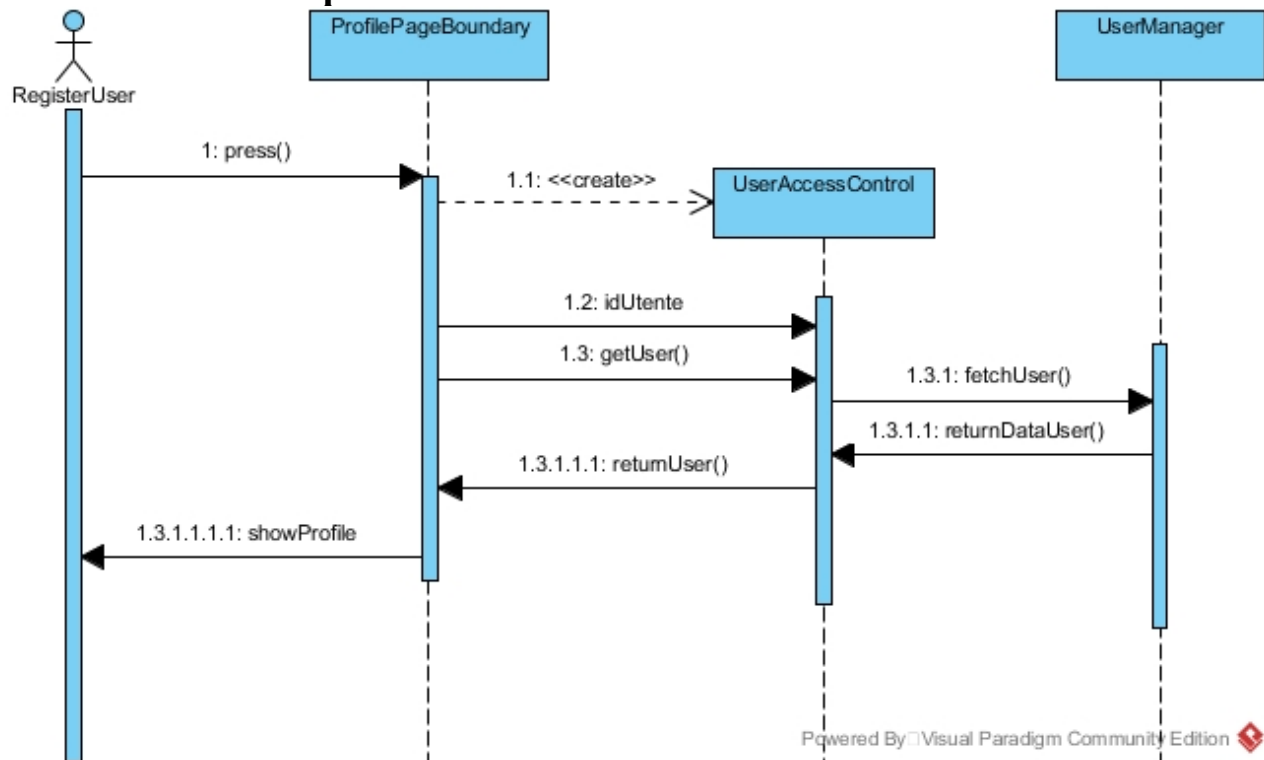 ProfilePageBoundary
UserManager
RegisterUser
1: press()
1.1: <<create>>
UserAccessControl
1.2: idUtente
1.3: getUser()
1.3.1: fetchUser()
1.3.1.1: returnDataUser()
1.3.1.1.1: returnUser()
1.3.1.1.1.1: showProfile
Powered By Visual Paradigm Community Edition